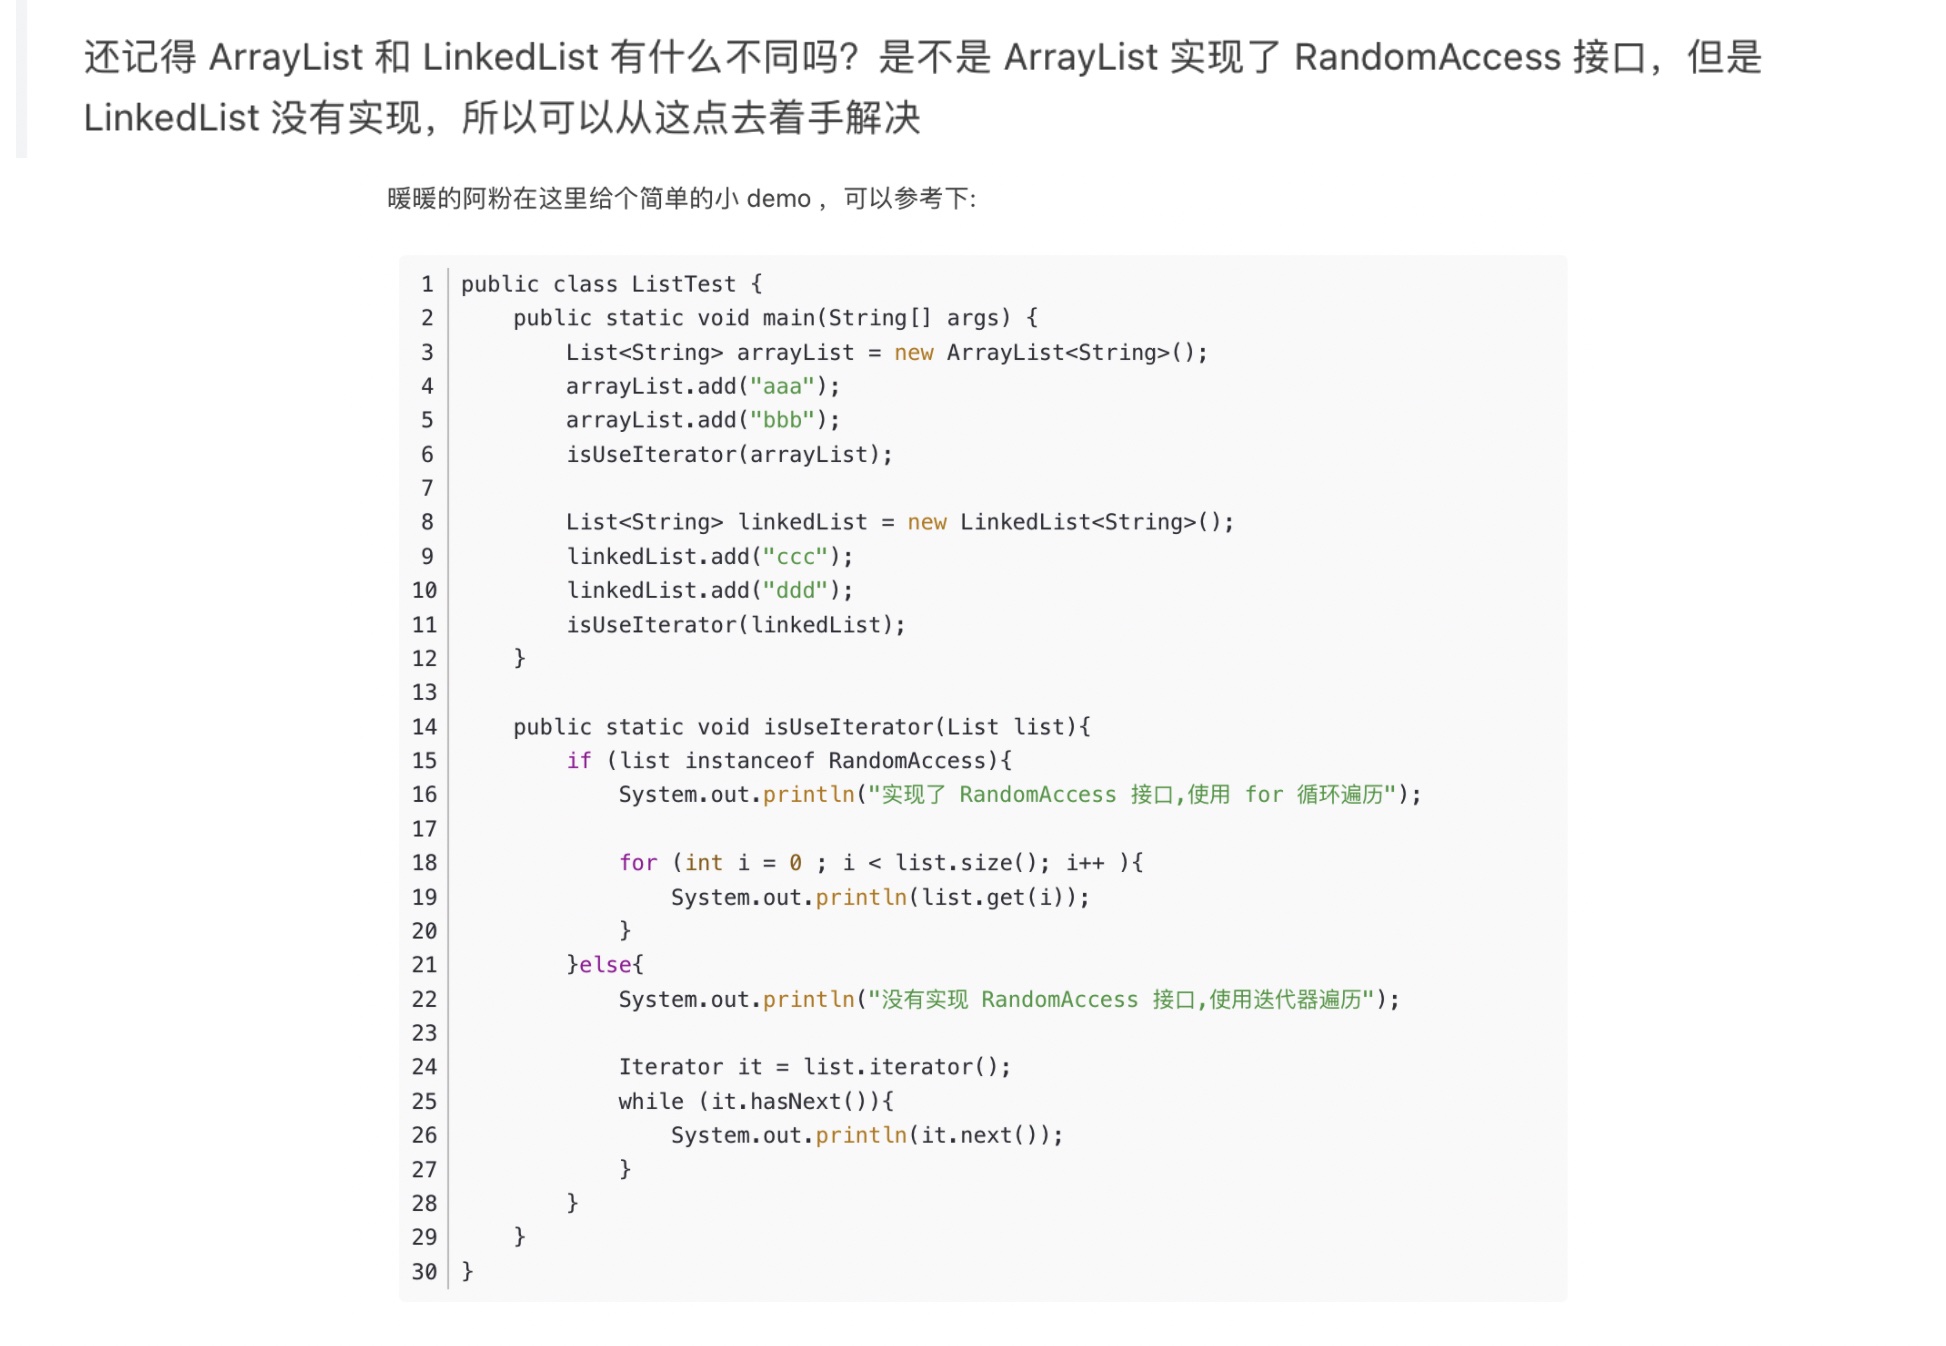 还记得 ArrayList 和 LinkedList 有什么不同吗？是不是 ArrayList 实现了 RandomAccess 接口，但是
LinkedList 没有实现，所以可以从这点去着手解决
暖暖的阿粉在这里给个简单的小 demo ，可以参考下:
1 public class ListTest {
2     public static void main(String[] args) {
3         List<String> arrayList = new ArrayList<String>();
4         arrayList.add("aaa");
5         arrayList.add("bbb");
6         isUseIterator(arrayList);
7
8         List<String> linkedList = new LinkedList<String>();
9         linkedList.add("ccc");
10         linkedList.add("ddd");
11         isUseIterator(linkedList);
12     }
13
14     public static void isUseIterator(List list){
15         if (list instanceof RandomAccess){
16             System.out.println("实现了 RandomAccess 接口,使用 for 循环遍历");
17
18             for (int i = 0 ; i < list.size(); i++ ){
19                 System.out.println(list.get(i));
20             }
21         }else{
22             System.out.println("没有实现 RandomAccess 接口,使用迭代器遍历");
23
24             Iterator it = list.iterator();
25             while (it.hasNext()){
26                 System.out.println(it.next());
27             }
28         }
29     }
30 }